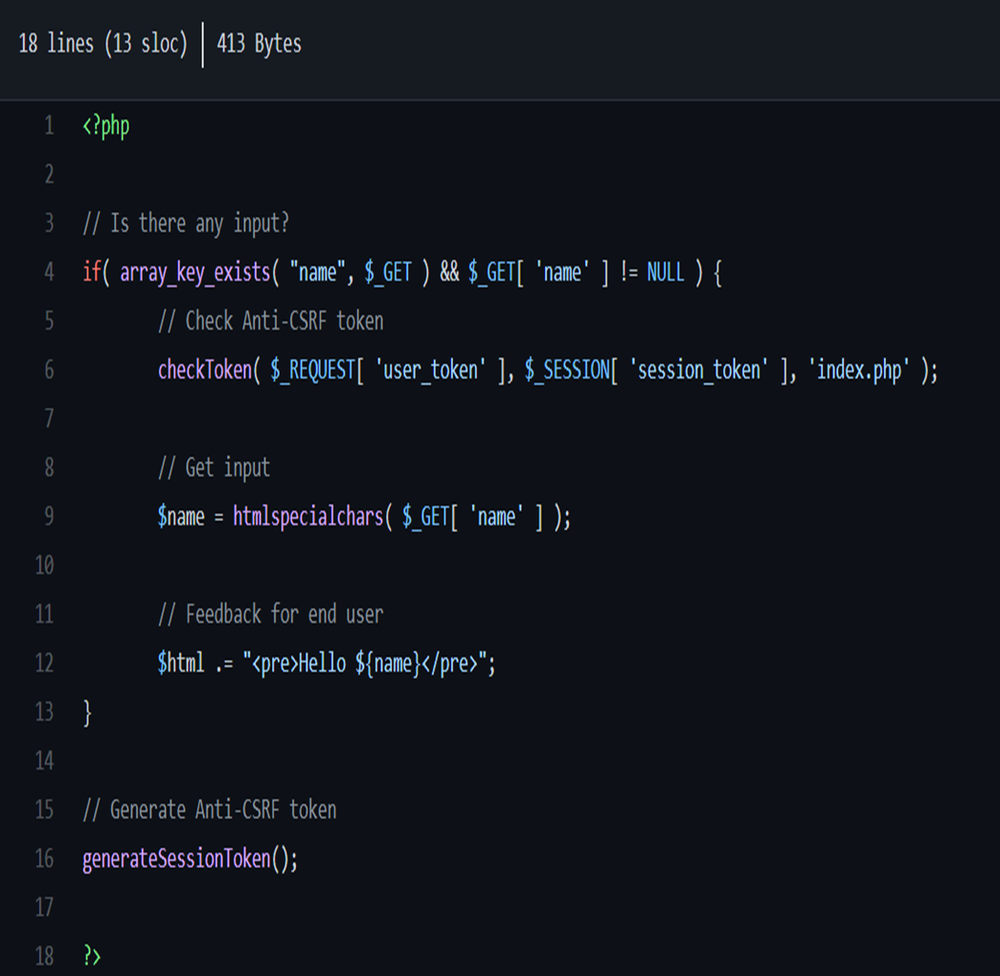 18 lines (13 sloc) | 413 Bytes
1 <?php
2
3 // Is there any input?
4 if( array_key_exists( "name", $_GET ) && $_GET[ 'name' ] != NULL ) {
5 // Check Anti-CSRF token
6 checkToken( $_REQUEST[ 'user_token' ], $_SESSION[ 'session_token' ], 'index.php' );
7
8 // Get input
9 $name = htmlspecialchars( $_GET[ 'name' ] );
10
11 // Feedback for end user
12 $html .= "<pre>Hello ${name}</pre>";
13 }
14
15 // Generate Anti-CSRF token
16 generateSessionToken();
17
18 ?>